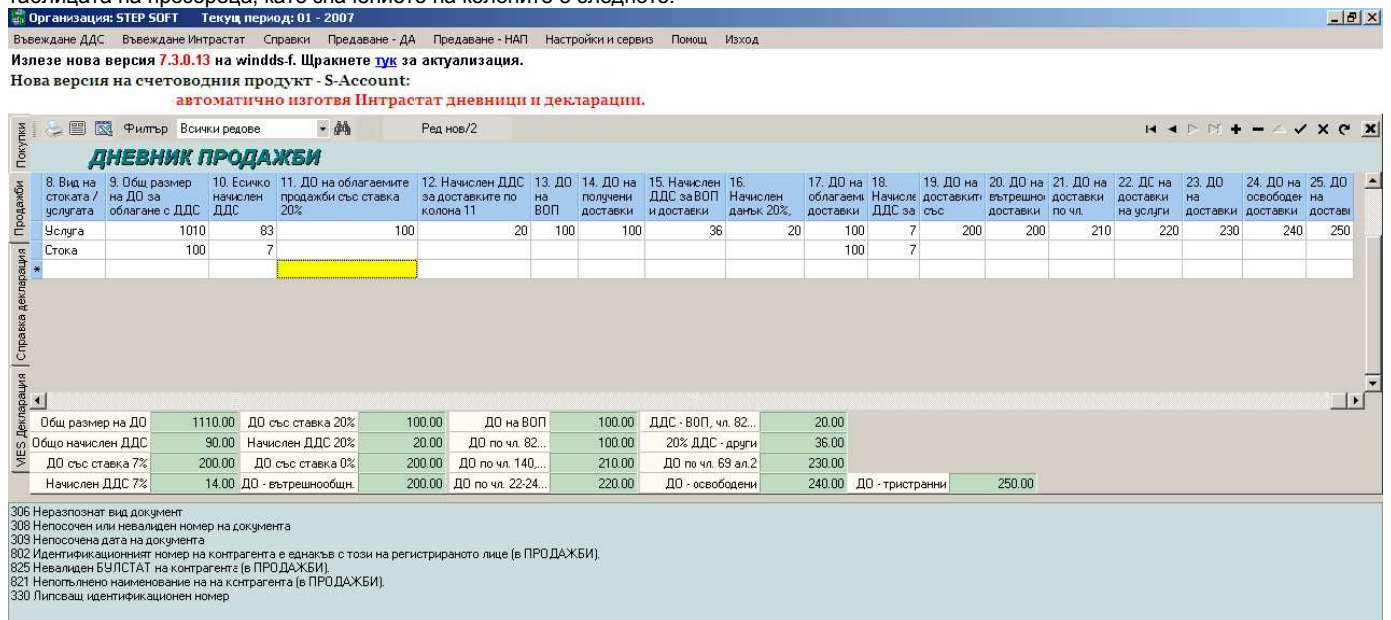 Организация: STEP SOFT Текущ период: 01 - 2007
Въвеждане ДДС Въвеждане Интрастат Справки Предаване - ДА Предаване - НАП Настройки и сервиз Помощ Изход
Излезе нова версия 7.3.0.13 на windds-f. Щракнете тук за актуализация.
Нова версия на счетоводния продукт - S-Account:
автоматично изготвя Интрастат дневници и декларации.
Покупки
Продажби
Справка декларация
VIES Декларация
Филтър Всички редове Ред нов/2
ДНЕВНИК ПРОДАЖБИ
8. Вид на стоката / услугата
9. Общ размер на ДО за облагане с ДДС
10. Есичко начислен ДДС
11. ДО на облагаемите продажби със ставка 20%
12. Начислен ДДС за доставките по колона 11
13. ДО на ВОП
14. ДО на получени доставки
15. Начислен ДДС за ВОП и доставки
16. Начислен данък 20%,
17. ДО на облагаемі доставки
18. Начисле ДДС за
19. ДО на доставкит със
20. ДО на вътрешно доставки
21. ДО на доставки по чл.
22. ДС на доставки на услуги
23. ДО на доставки
24. ДО на освободен доставки
25. ДО на достав
Услуга 1010 83 100 20 100 100 36 20 100 7 200 200 210 220 230 240 250
Стока 100 7 100 7
*
Общ размер на ДО 1110.00 ДО със ставка 20% 100.00 ДО на ВОП 100.00 ДДС - ВОП, чл. 82... 20.00
Общо начислен ДДС 90.00 Начислен ДДС 20% 20.00 ДО по чл. 82... 100.00 20% ДДС - други 36.00
ДО със ставка 7% 200.00 ДО със ставка 0% 200.00 ДО по чл. 140,... 210.00 ДО по чл. 69 ал.2 230.00
Начислен ДДС 7% 14.00 ДО - вътрешнообщн. 200.00 ДО по чл. 22-24... 220.00 ДО - освободени 240.00 ДО - тристранни 250.00
306 Неразпознат вид документ
308 Непосочен или невалиден номер на документа
309 Непосочена дата на документа
802 Идентификационният номер на контрагента е еднакъв с този на регистрираното лице (в ПРОДАЖБИ).
825 Невалиден БУЛСТАТ на контрагента (в ПРОДАЖБИ).
821 Непопълнено наименование на на контрагента (в ПРОДАЖБИ).
330 Липсващ идентификационен номер